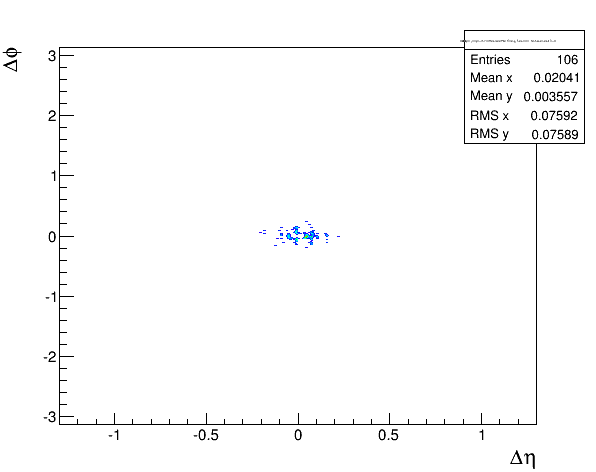 Δφ
Entries 106
Mean x 0.02041
Mean y 0.003557
RMS x 0.07592
RMS y 0.07589
3
2
1
0
-1
-2
-3
-1 -0.5 0 0.5 1
Δη